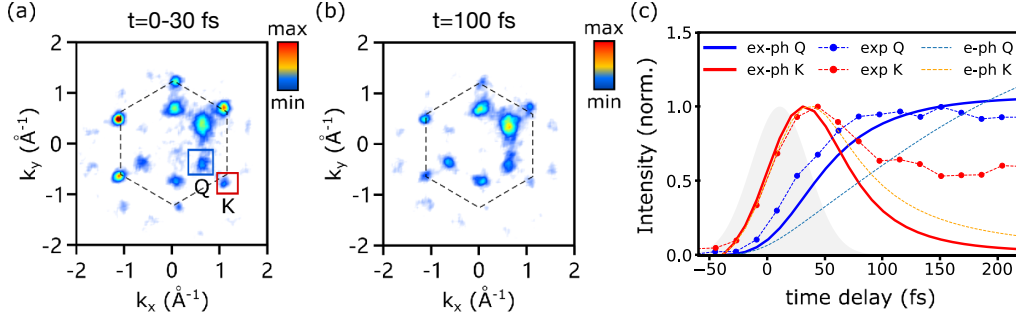 (a)
t=0-30 fs
max
min
2
1
0
-1
-2
k_y (Å⁻¹)
Q
K
-2
-1
0
1
2
k_x (Å⁻¹)
(b)
t=100 fs
max
min
2
1
0
-1
-2
k_y (Å⁻¹)
-2
-1
0
1
2
k_x (Å⁻¹)
(c)
1.5
1.0
0.5
0.0
Intensity (norm.)
ex-ph Q
exp Q
e-ph Q
ex-ph K
exp K
e-ph K
-50
0
50
100
150
200
time delay (fs)